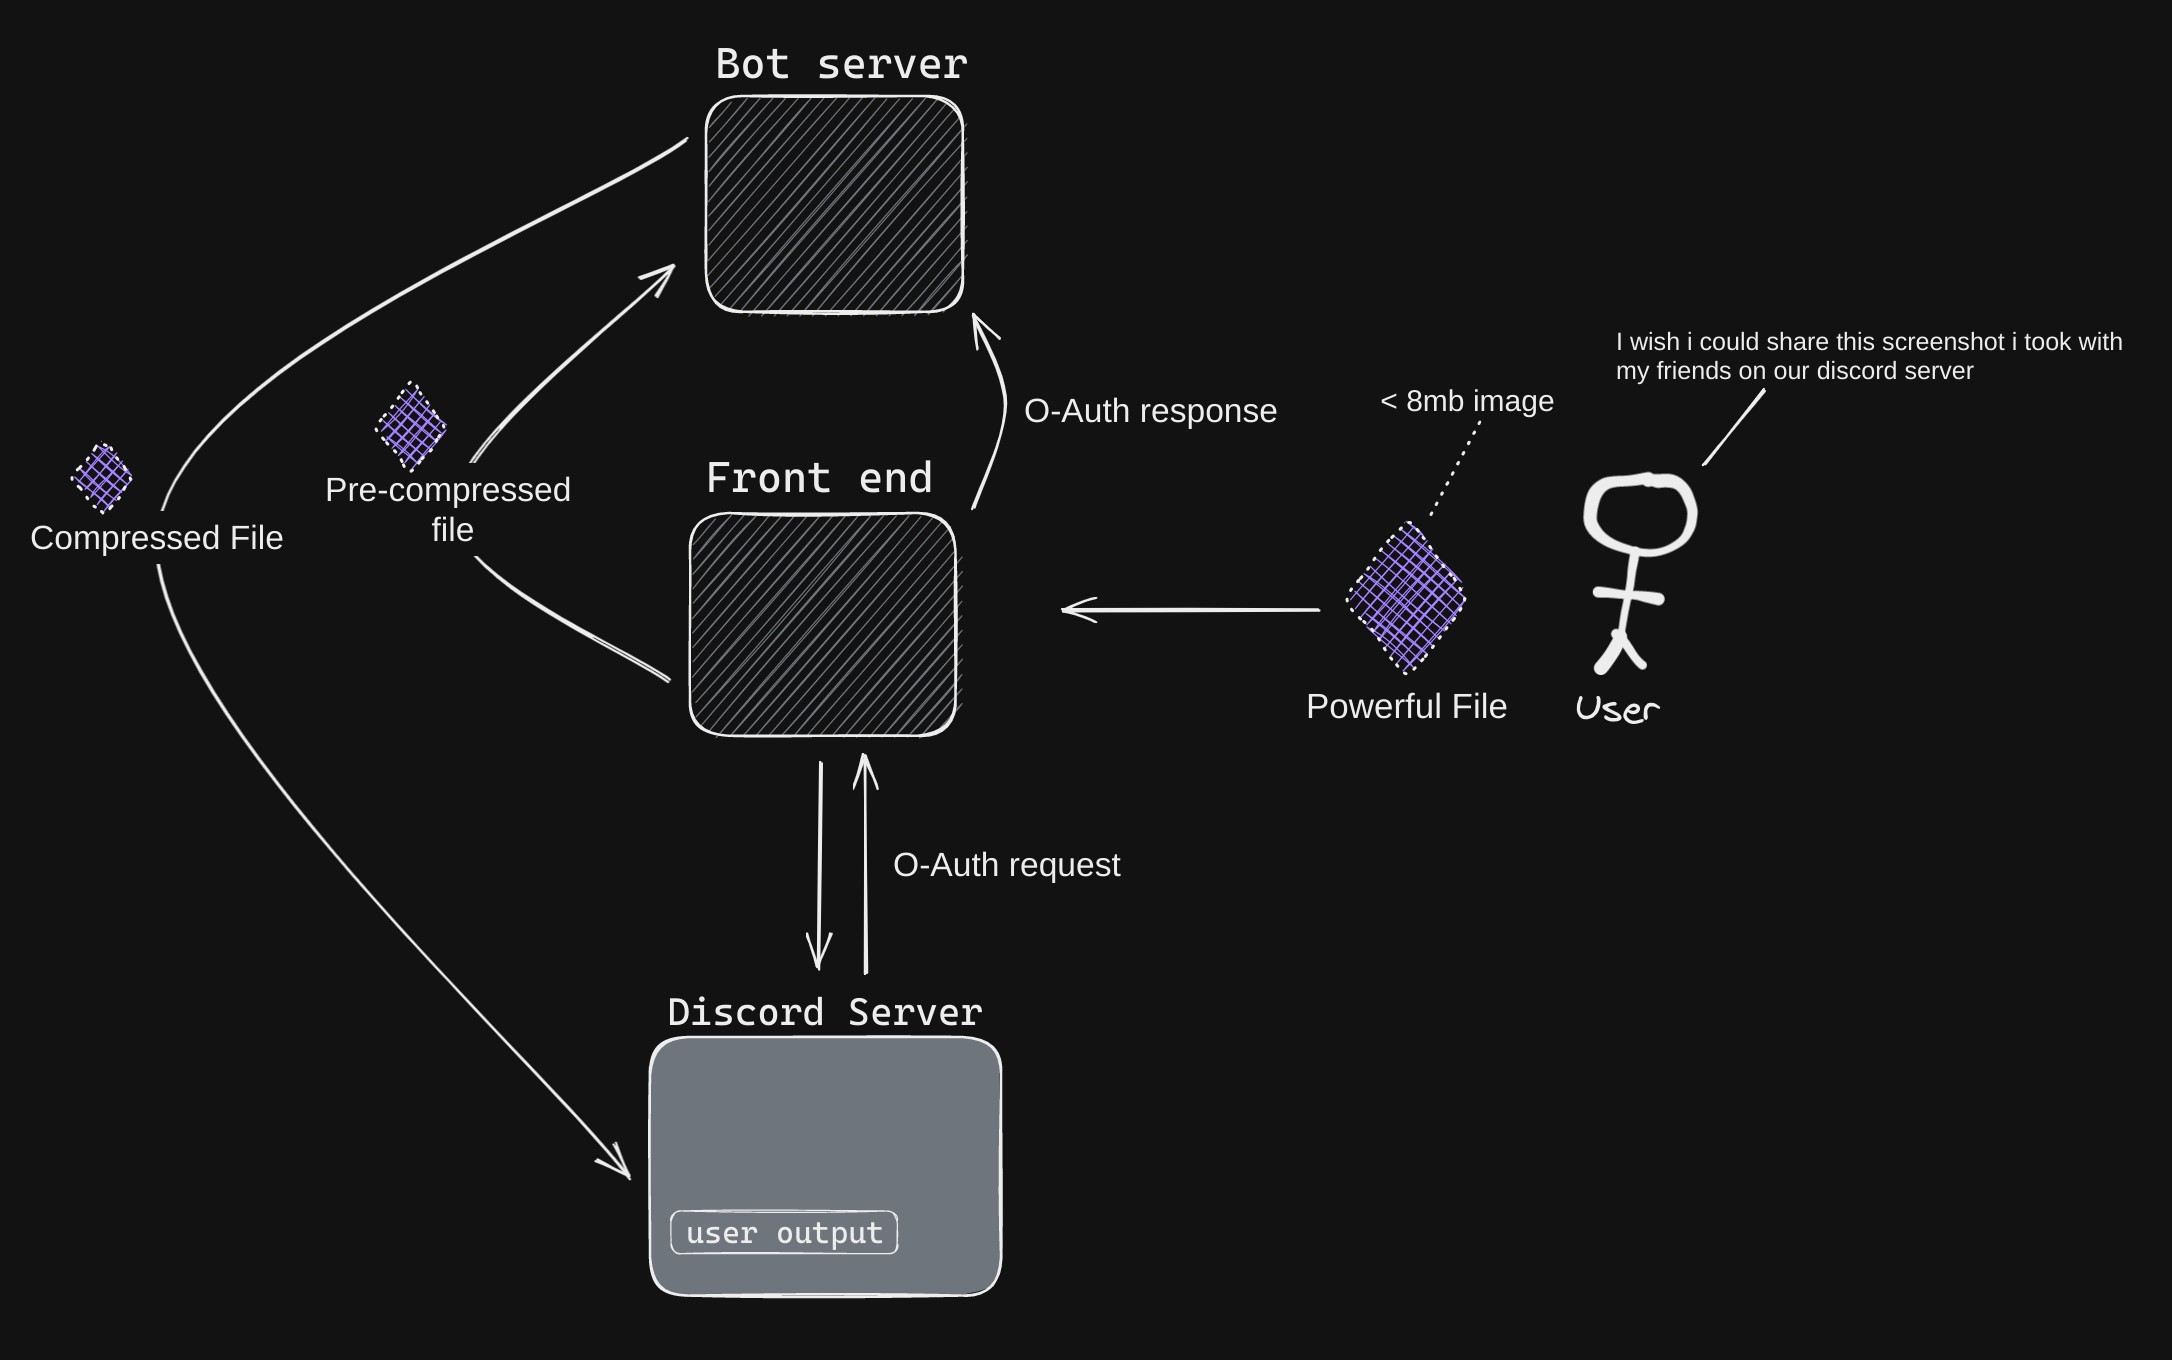 Bot server
I wish i could share this screenshot i took with
my friends on our discord server
< 8mb image
O-Auth response
Front end
Pre-compressed
file
Compressed File
Powerful File
User
O-Auth request
Discord Server
user output